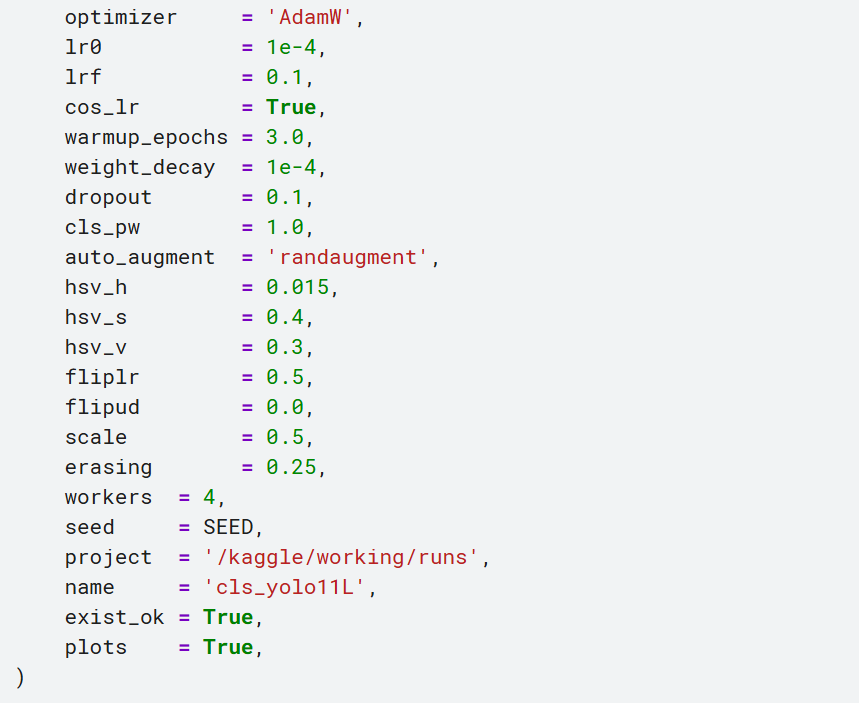 optimizer     = 'AdamW',
lr0           = 1e-4,
lrf           = 0.1,
cos_lr        = True,
warmup_epochs = 3.0,
weight_decay  = 1e-4,
dropout       = 0.1,
cls_pw        = 1.0,
auto_augment  = 'randaugment',
hsv_h         = 0.015,
hsv_s         = 0.4,
hsv_v         = 0.3,
fliplr        = 0.5,
flipud        = 0.0,
scale         = 0.5,
erasing       = 0.25,
workers  = 4,
seed     = SEED,
project  = '/kaggle/working/runs',
name     = 'cls_yolo11L',
exist_ok = True,
plots    = True,
)